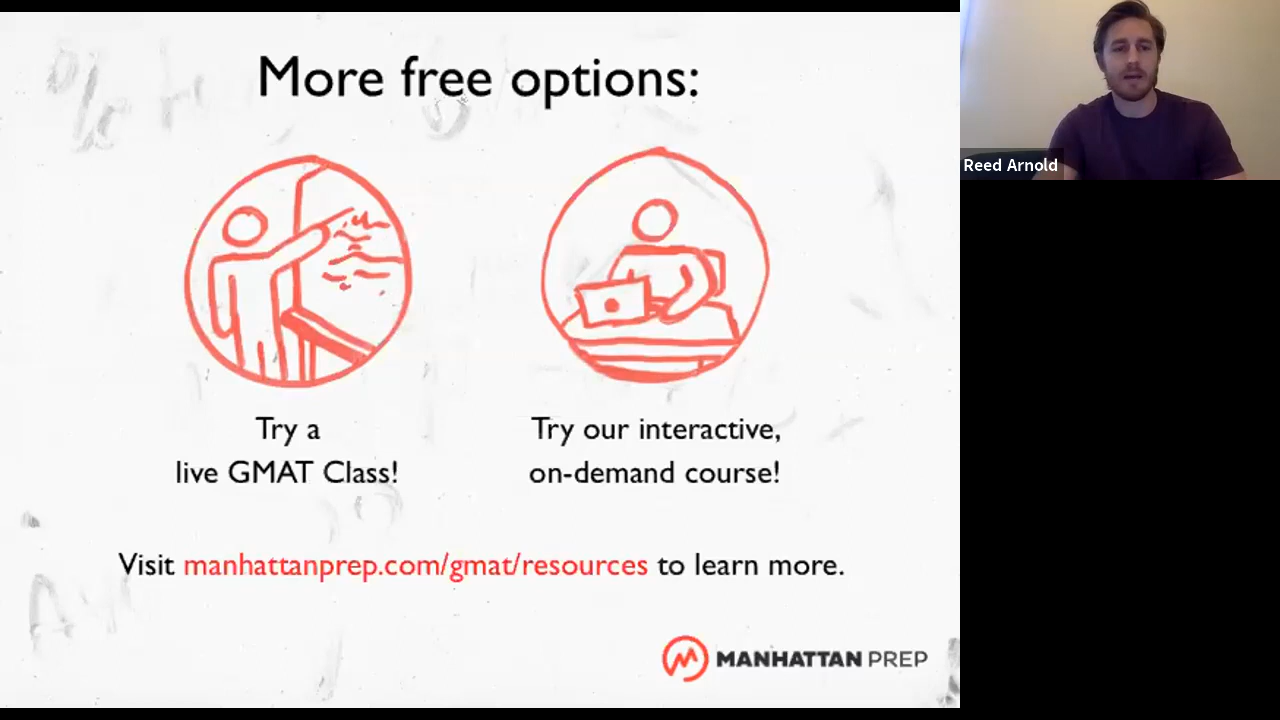 More free options:
Try a
live GMAT Class!
Try our interactive,
on-demand course!
Visit manhattanprep.com/gmat/resources to learn more.
MANHATTAN PREP
Reed Arnold